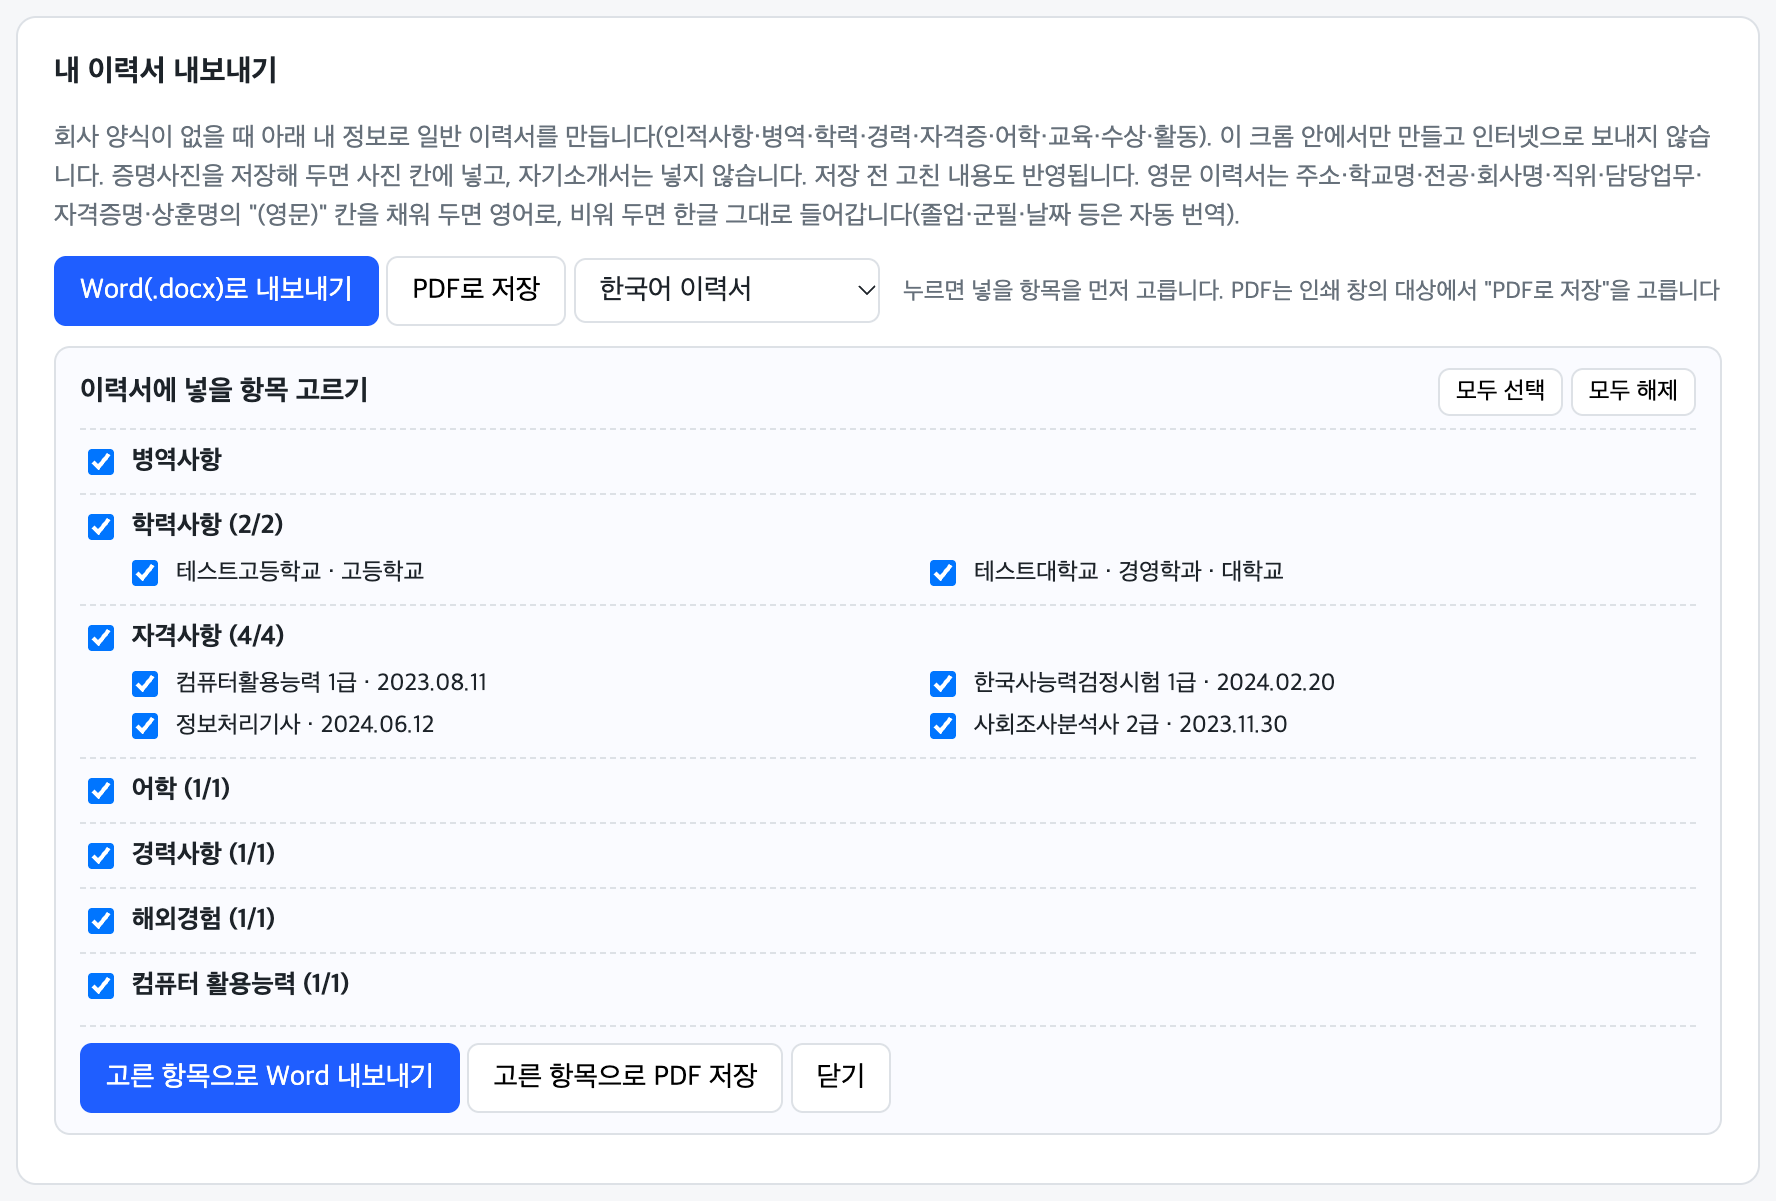 내 이력서 내보내기
회사 양식이 없을 때 아래 내 정보로 일반 이력서를 만듭니다(인적사항·병역·학력·경력·자격증·어학·교육·수상·활동). 이 크롬 안에서만 만들고 인터넷으로 보내지 않습
니다. 증명사진을 저장해 두면 사진 칸에 넣고, 자기소개서는 넣지 않습니다. 저장 전 고친 내용도 반영됩니다. 영문 이력서는 주소·학교명·전공·회사명·직위·담당업무·
자격증명·상훈명의 "(영문)" 칸을 채워 두면 영어로, 비워 두면 한글 그대로 들어갑니다(졸업·군필·날짜 등은 자동 번역).
Word(.docx)로 내보내기 PDF로 저장 한국어 이력서 누르면 넣을 항목을 먼저 고릅니다. PDF는 인쇄 창의 대상에서 "PDF로 저장"을 고릅니다
이력서에 넣을 항목 고르기 모두 선택 모두 해제
병역사항
학력사항 (2/2)
테스트고등학교 · 고등학교 테스트대학교 · 경영학과 · 대학교
자격사항 (4/4)
컴퓨터활용능력 1급 · 2023.08.11 한국사능력검정시험 1급 · 2024.02.20
정보처리기사 · 2024.06.12 사회조사분석사 2급 · 2023.11.30
어학 (1/1)
경력사항 (1/1)
해외경험 (1/1)
컴퓨터 활용능력 (1/1)
고른 항목으로 Word 내보내기 고른 항목으로 PDF 저장 닫기